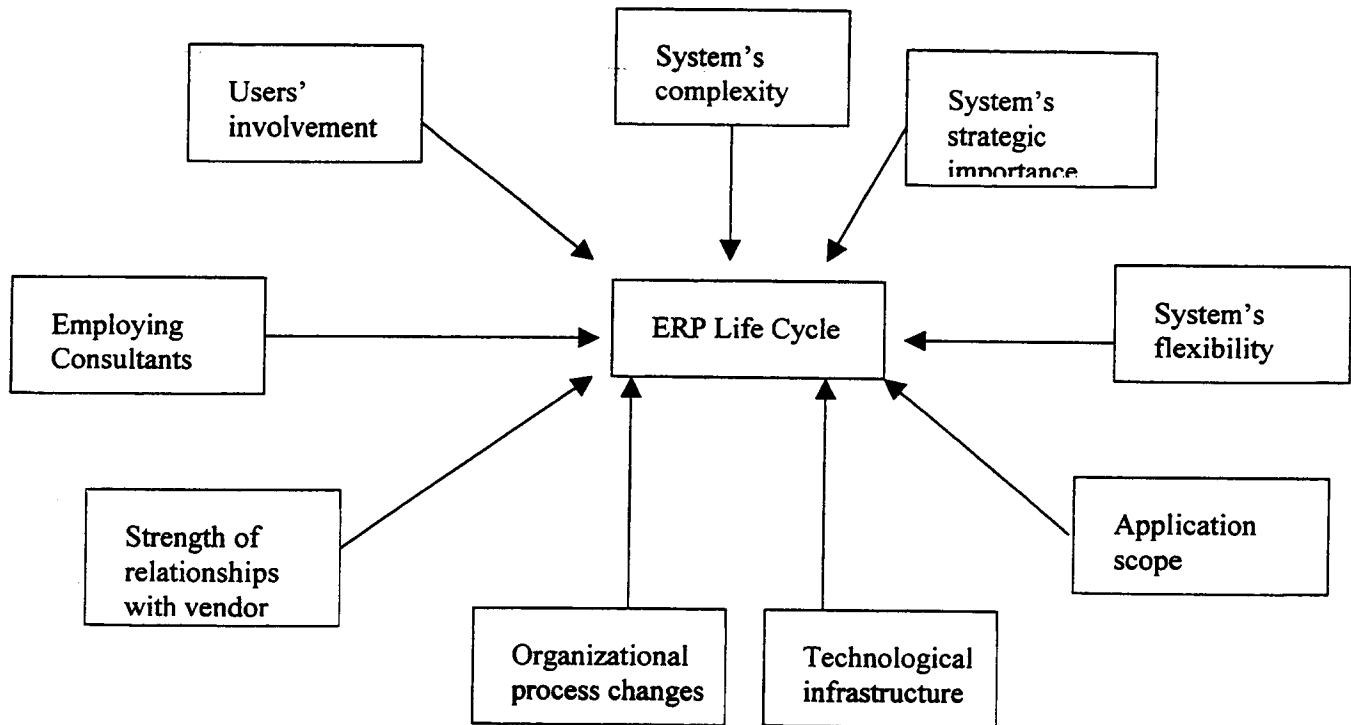 Users'
involvement
System's
complexity
System's
strategic
importance
Employing
Consultants
ERP Life Cycle
System's
flexibility
Strength of
relationships
with vendor
Application
scope
Organizational
process changes
Technological
infrastructure